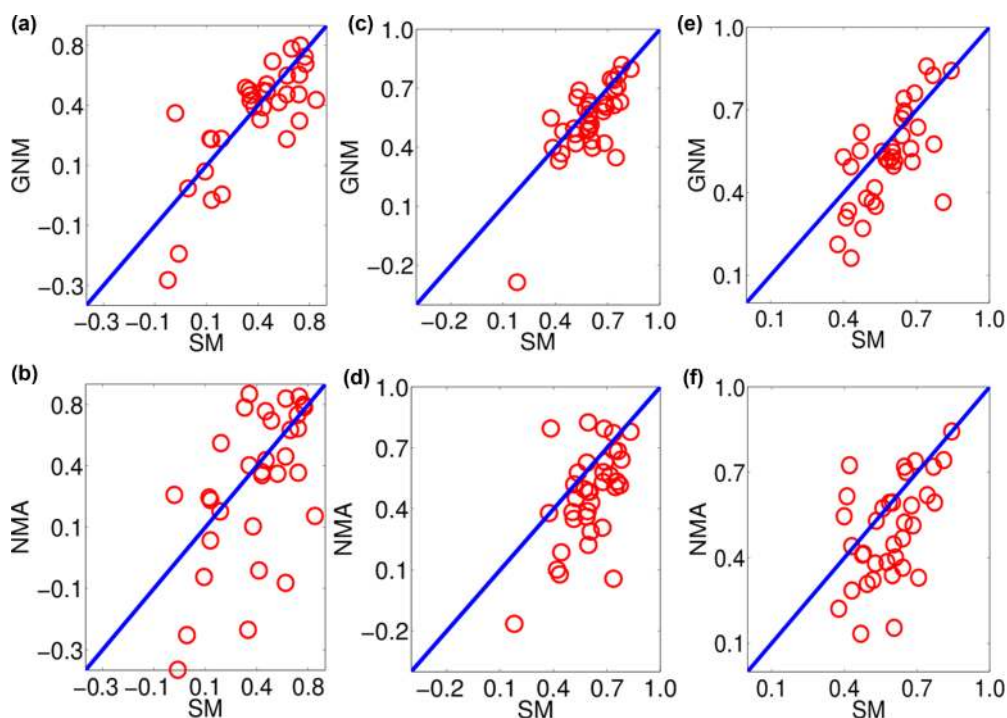 (a)
0.8
0.4
0.1
−0.1
−0.3
GNM
−0.3 −0.1 0.1 0.4 0.8
SM
(c)
1.0
0.7
0.4
0.1
−0.2
GNM
−0.2 0.1 0.4 0.7 1.0
SM
(e)
1.0
0.7
0.4
0.1
GNM
0.1 0.4 0.7 1.0
SM
(b)
0.8
0.4
0.1
−0.1
−0.3
NMA
−0.3 −0.1 0.1 0.4 0.8
SM
(d)
1.0
0.7
0.4
0.1
−0.2
NMA
−0.2 0.1 0.4 0.7 1.0
SM
(f)
1.0
0.7
0.4
0.1
NMA
0.1 0.4 0.7 1.0
SM